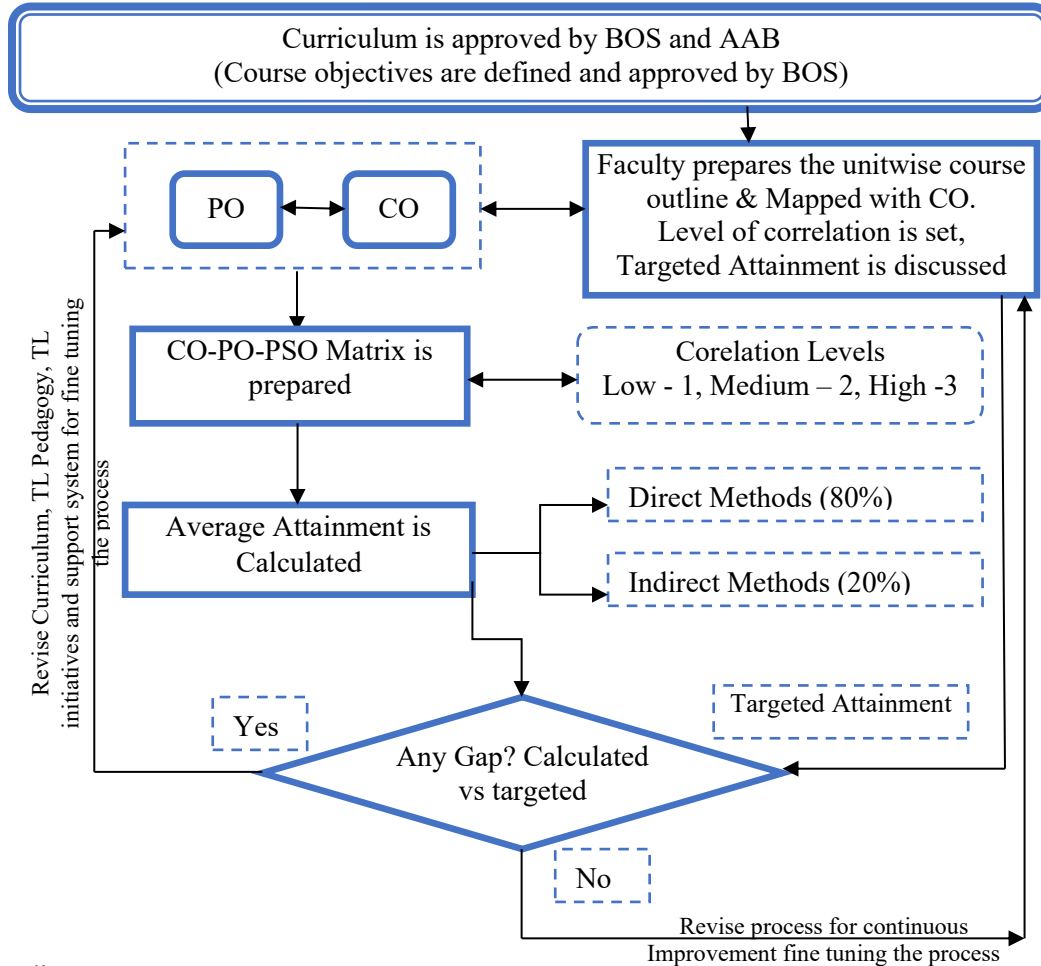 Curriculum is approved by BOS and AAB
(Course objectives are defined and approved by BOS)
PO
CO
Faculty prepares the unitwise course
outline & Mapped with CO.
Level of correlation is set,
Targeted Attainment is discussed
CO-PO-PSO Matrix is
prepared
Corelation Levels
Low - 1, Medium – 2, High -3
Average Attainment is
Calculated
Direct Methods (80%)
Indirect Methods (20%)
Revise Curriculum, TL Pedagogy, TL
initiatives and support system for fine tuning
the process
Yes
Targeted Attainment
Any Gap? Calculated
vs targeted
No
Revise process for continuous
Improvement fine tuning the process